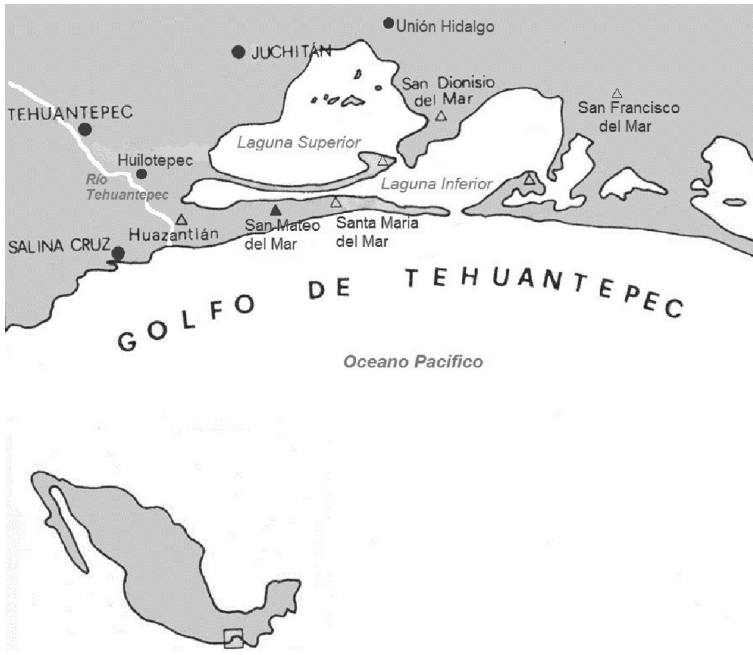 Unión Hidalgo
JUCHITÁN
San Dionisio
del Mar
San Francisco
del Mar
TEHUANTEPEC
Laguna Superior
Huilotepec
Río
Tehuantepec
Laguna Inferior
Huazantlán
San Mateo
del Mar
Santa Maria
del Mar
SALINA CRUZ
GOLFO DE TEHUANTEPEC
Oceano Pacifico